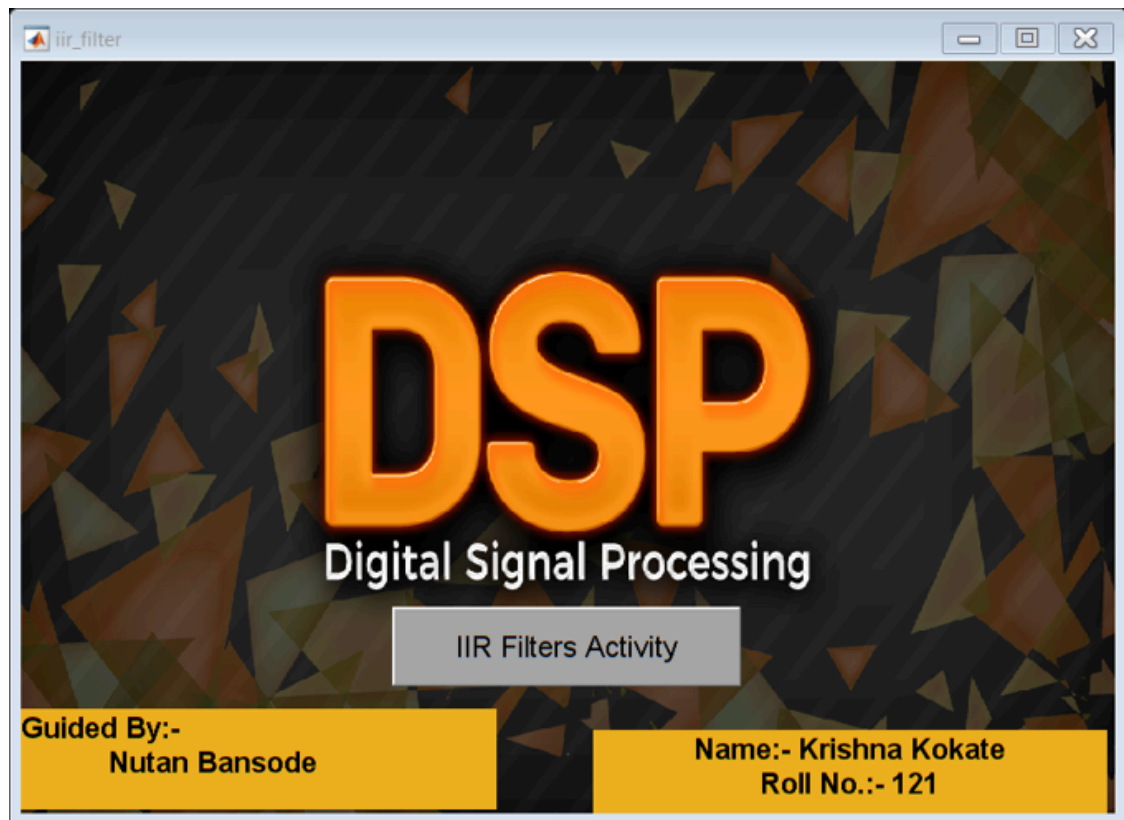 iir_filter
DSP
Digital Signal Processing
IIR Filters Activity
Guided By:-
Nutan Bansode
Name:- Krishna Kokate
Roll No.:- 121